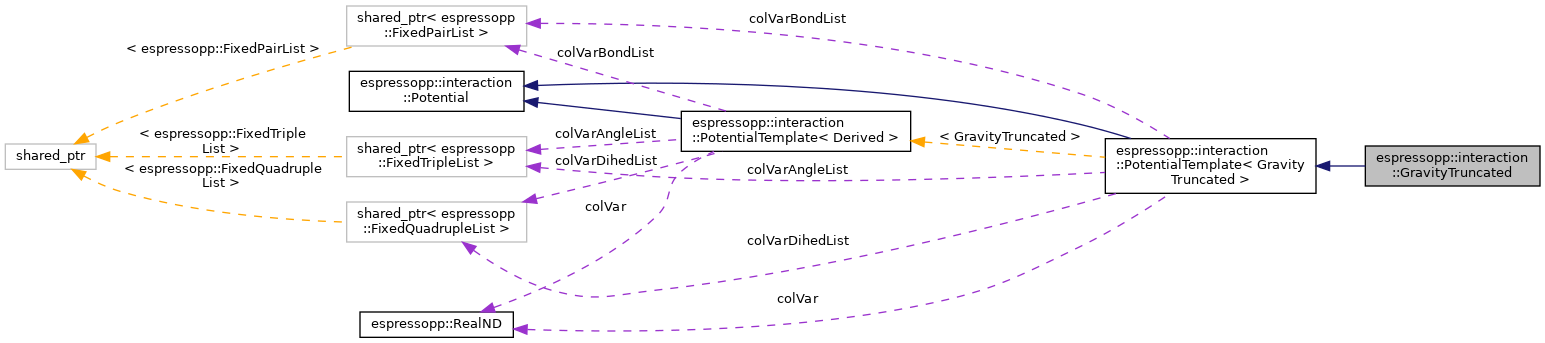 shared_ptr< espressopp
::FixedPairList >
colVarBondList
< espressopp::FixedPairList >
colVarBondList
espressopp::interaction
::Potential
espressopp::interaction
::PotentialTemplate< Derived >
< espressopp::FixedTriple
List >
shared_ptr< espressopp
::FixedTripleList >
colVarAngleList
< GravityTruncated >
shared_ptr
colVarDihedList
colVarAngleList
espressopp::interaction
::PotentialTemplate< Gravity
Truncated >
espressopp::interaction
::GravityTruncated
< espressopp::FixedQuadruple
List >
shared_ptr< espressopp
::FixedQuadrupleList >
colVar
colVarDihedList
colVar
espressopp::RealND